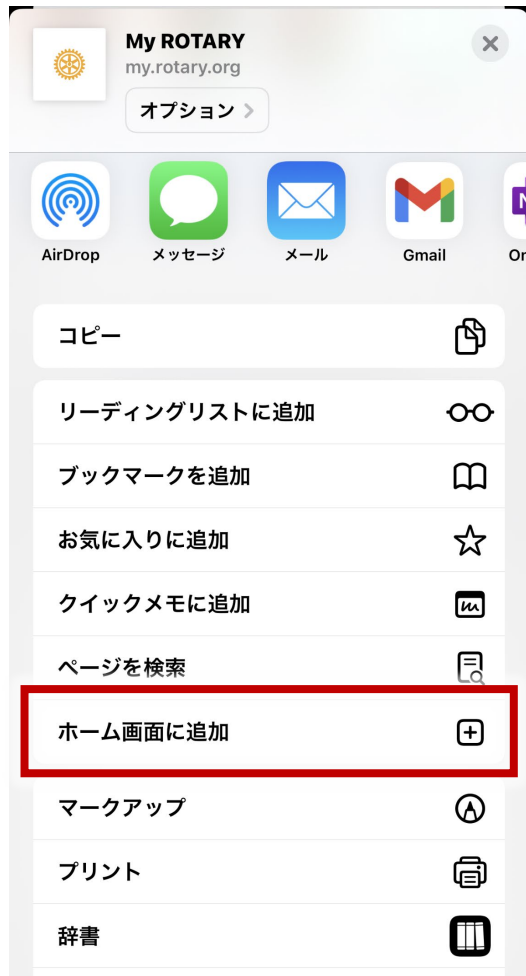 My ROTARY
my.rotary.org
オプション
AirDrop
メッセージ
メール
Gmail
コピー
リーディングリストに追加
ブックマークを追加
お気に入りに追加
クイックメモに追加
ページを検索
ホーム画面に追加
マークアップ
プリント
辞書